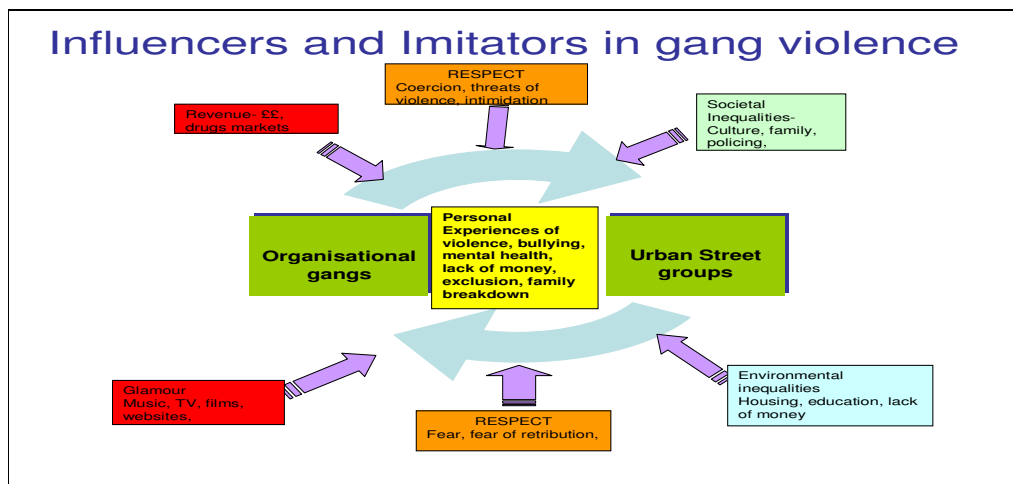 Influencers and Imitators in gang violence
RESPECT
Coercion, threats of
violence, intimidation
Revenue- ££,
drugs markets
Societal
Inequalities-
Culture, family,
policing,
Organisational
gangs
Personal
Experiences of
violence, bullying,
mental health,
lack of money,
exclusion, family
breakdown
Urban Street
groups
Glamour
Music, TV, films,
websites,
RESPECT
Fear, fear of retribution,
Environmental
inequalities
Housing, education, lack
of money